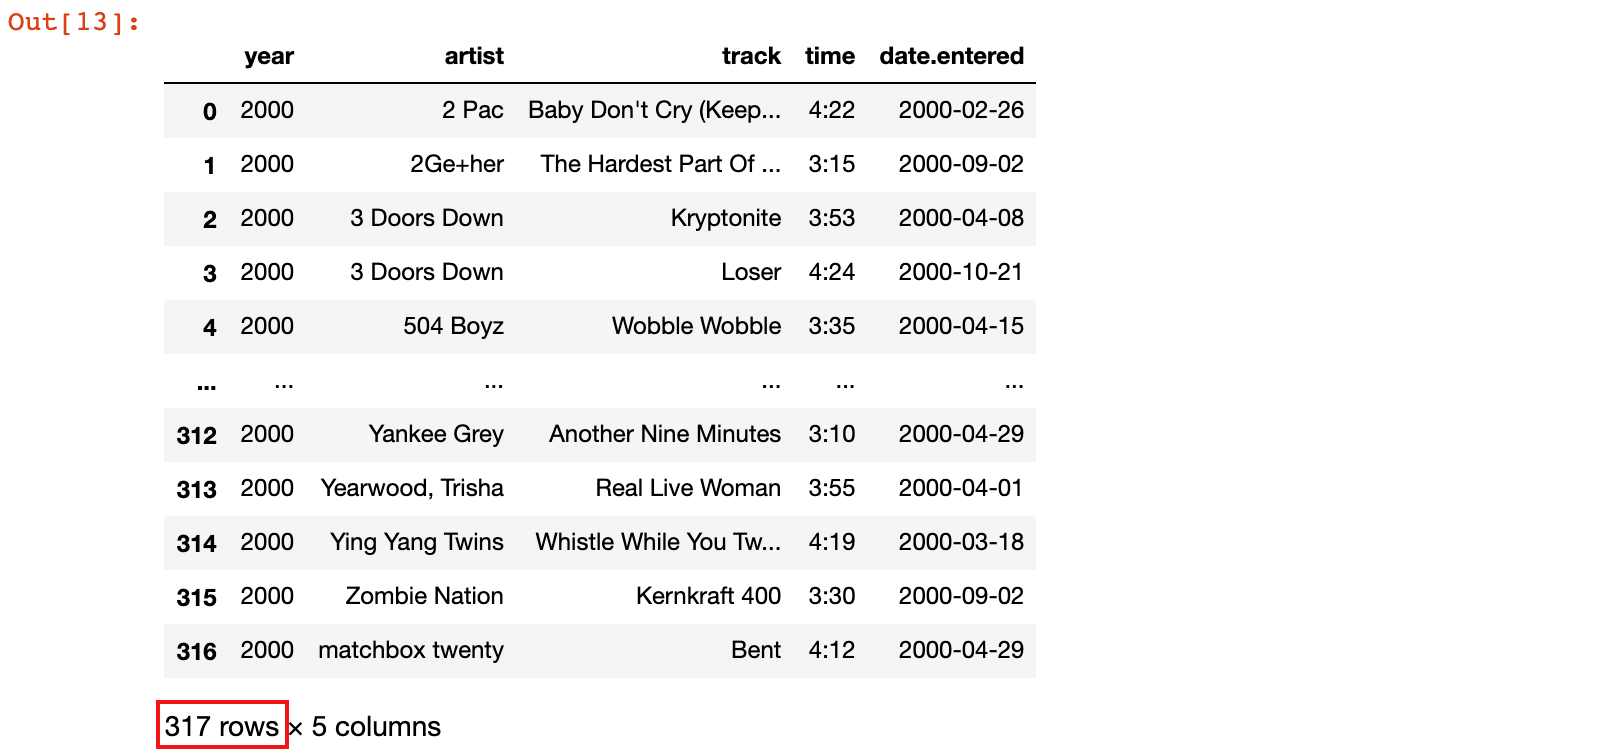 Out[13]:
year artist track time date.entered
0 2000 2 Pac Baby Don't Cry (Keep... 4:22 2000-02-26
1 2000 2Ge+her The Hardest Part Of ... 3:15 2000-09-02
2 2000 3 Doors Down Kryptonite 3:53 2000-04-08
3 2000 3 Doors Down Loser 4:24 2000-10-21
4 2000 504 Boyz Wobble Wobble 3:35 2000-04-15
... ... ... ... ... ...
312 2000 Yankee Grey Another Nine Minutes 3:10 2000-04-29
313 2000 Yearwood, Trisha Real Live Woman 3:55 2000-04-01
314 2000 Ying Yang Twins Whistle While You Tw... 4:19 2000-03-18
315 2000 Zombie Nation Kernkraft 400 3:30 2000-09-02
316 2000 matchbox twenty Bent 4:12 2000-04-29
317 rows × 5 columns